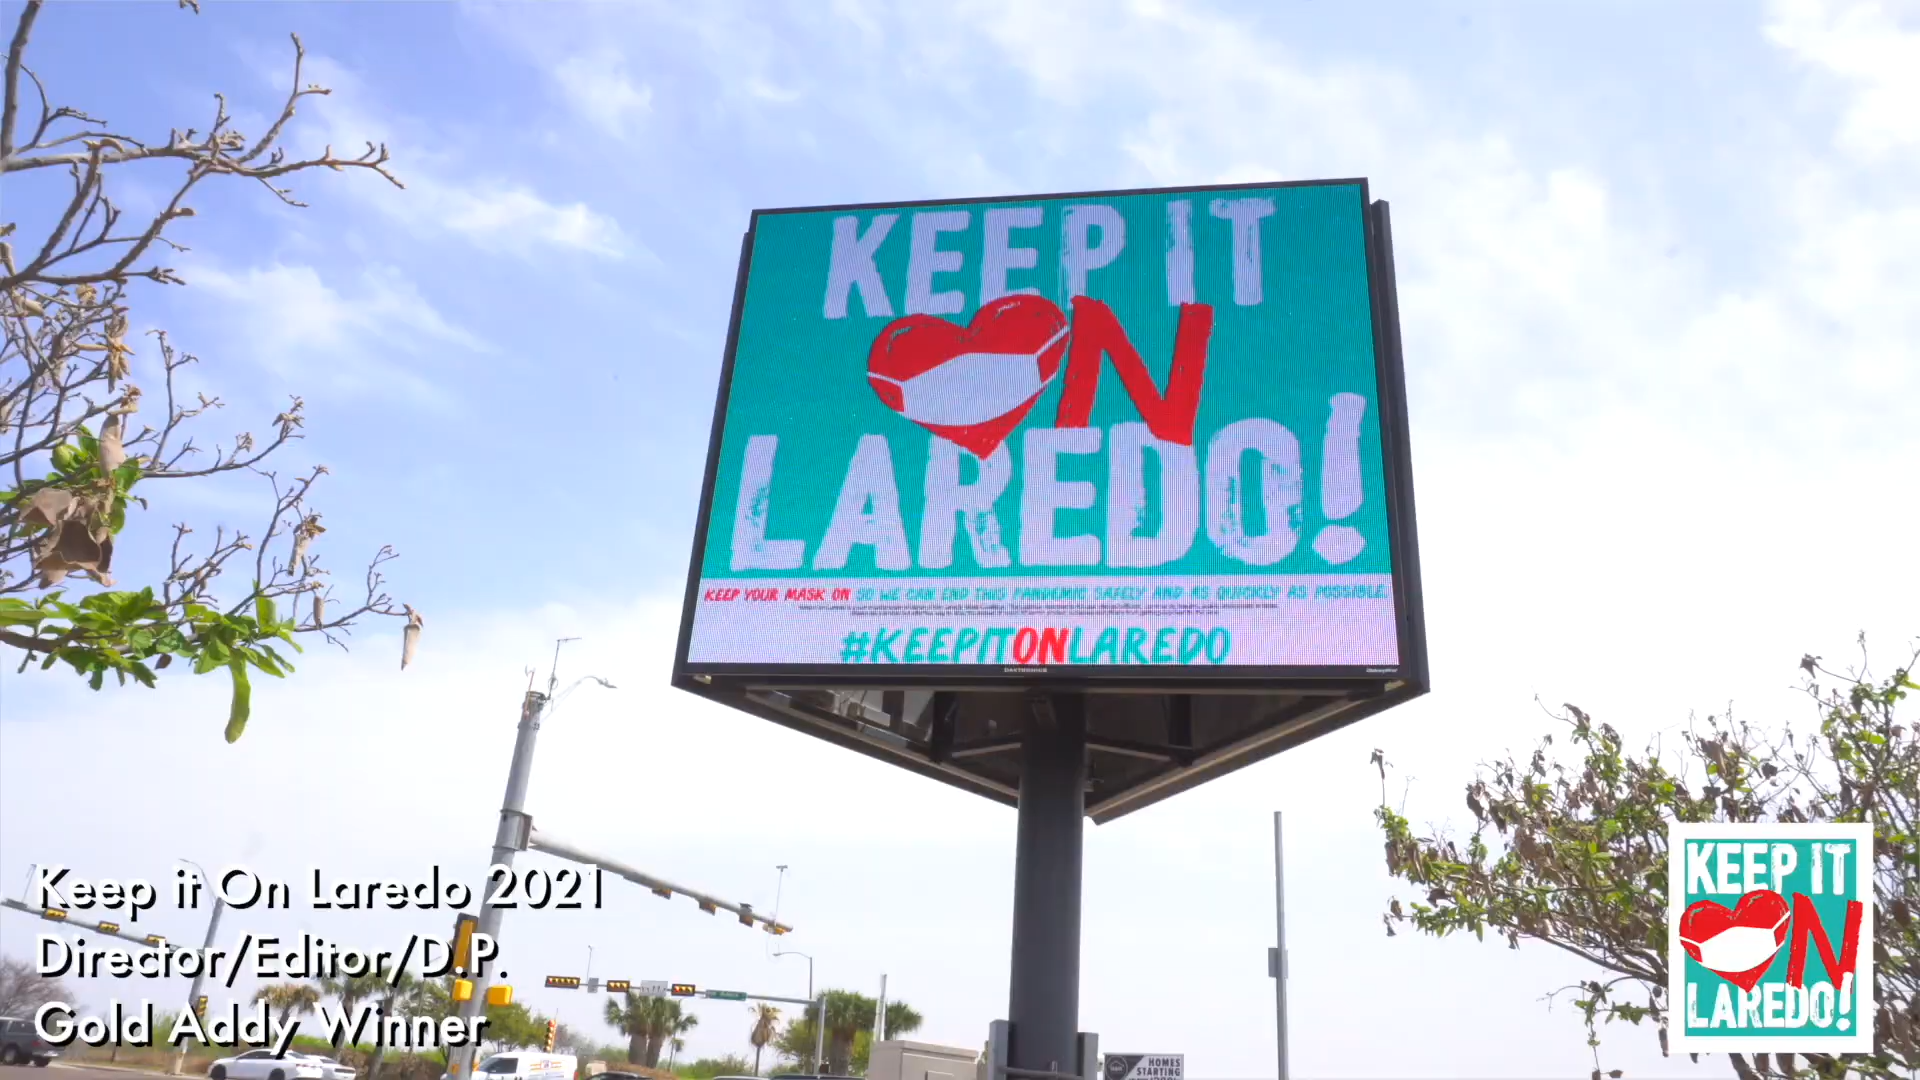 KEEP IT
ON
LAREDO!
KEEP YOUR MASK ON SO WE CAN END THIS PANDEMIC SAFELY AND AS QUICKLY AS POSSIBLE.
#KEEPITONLAREDO
DAKTRONICS
Keep it On Laredo 2021
Director/Editor/D.P.
Gold Addy Winner
KEEP IT
ON
LAREDO!
HOMES
STARTING